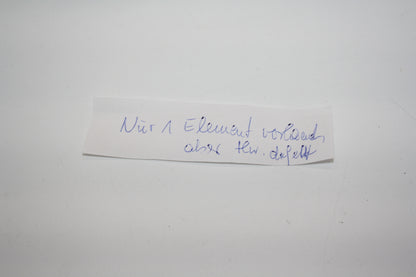 Nur 1 Element vorhanden,
aber tlw. defekt